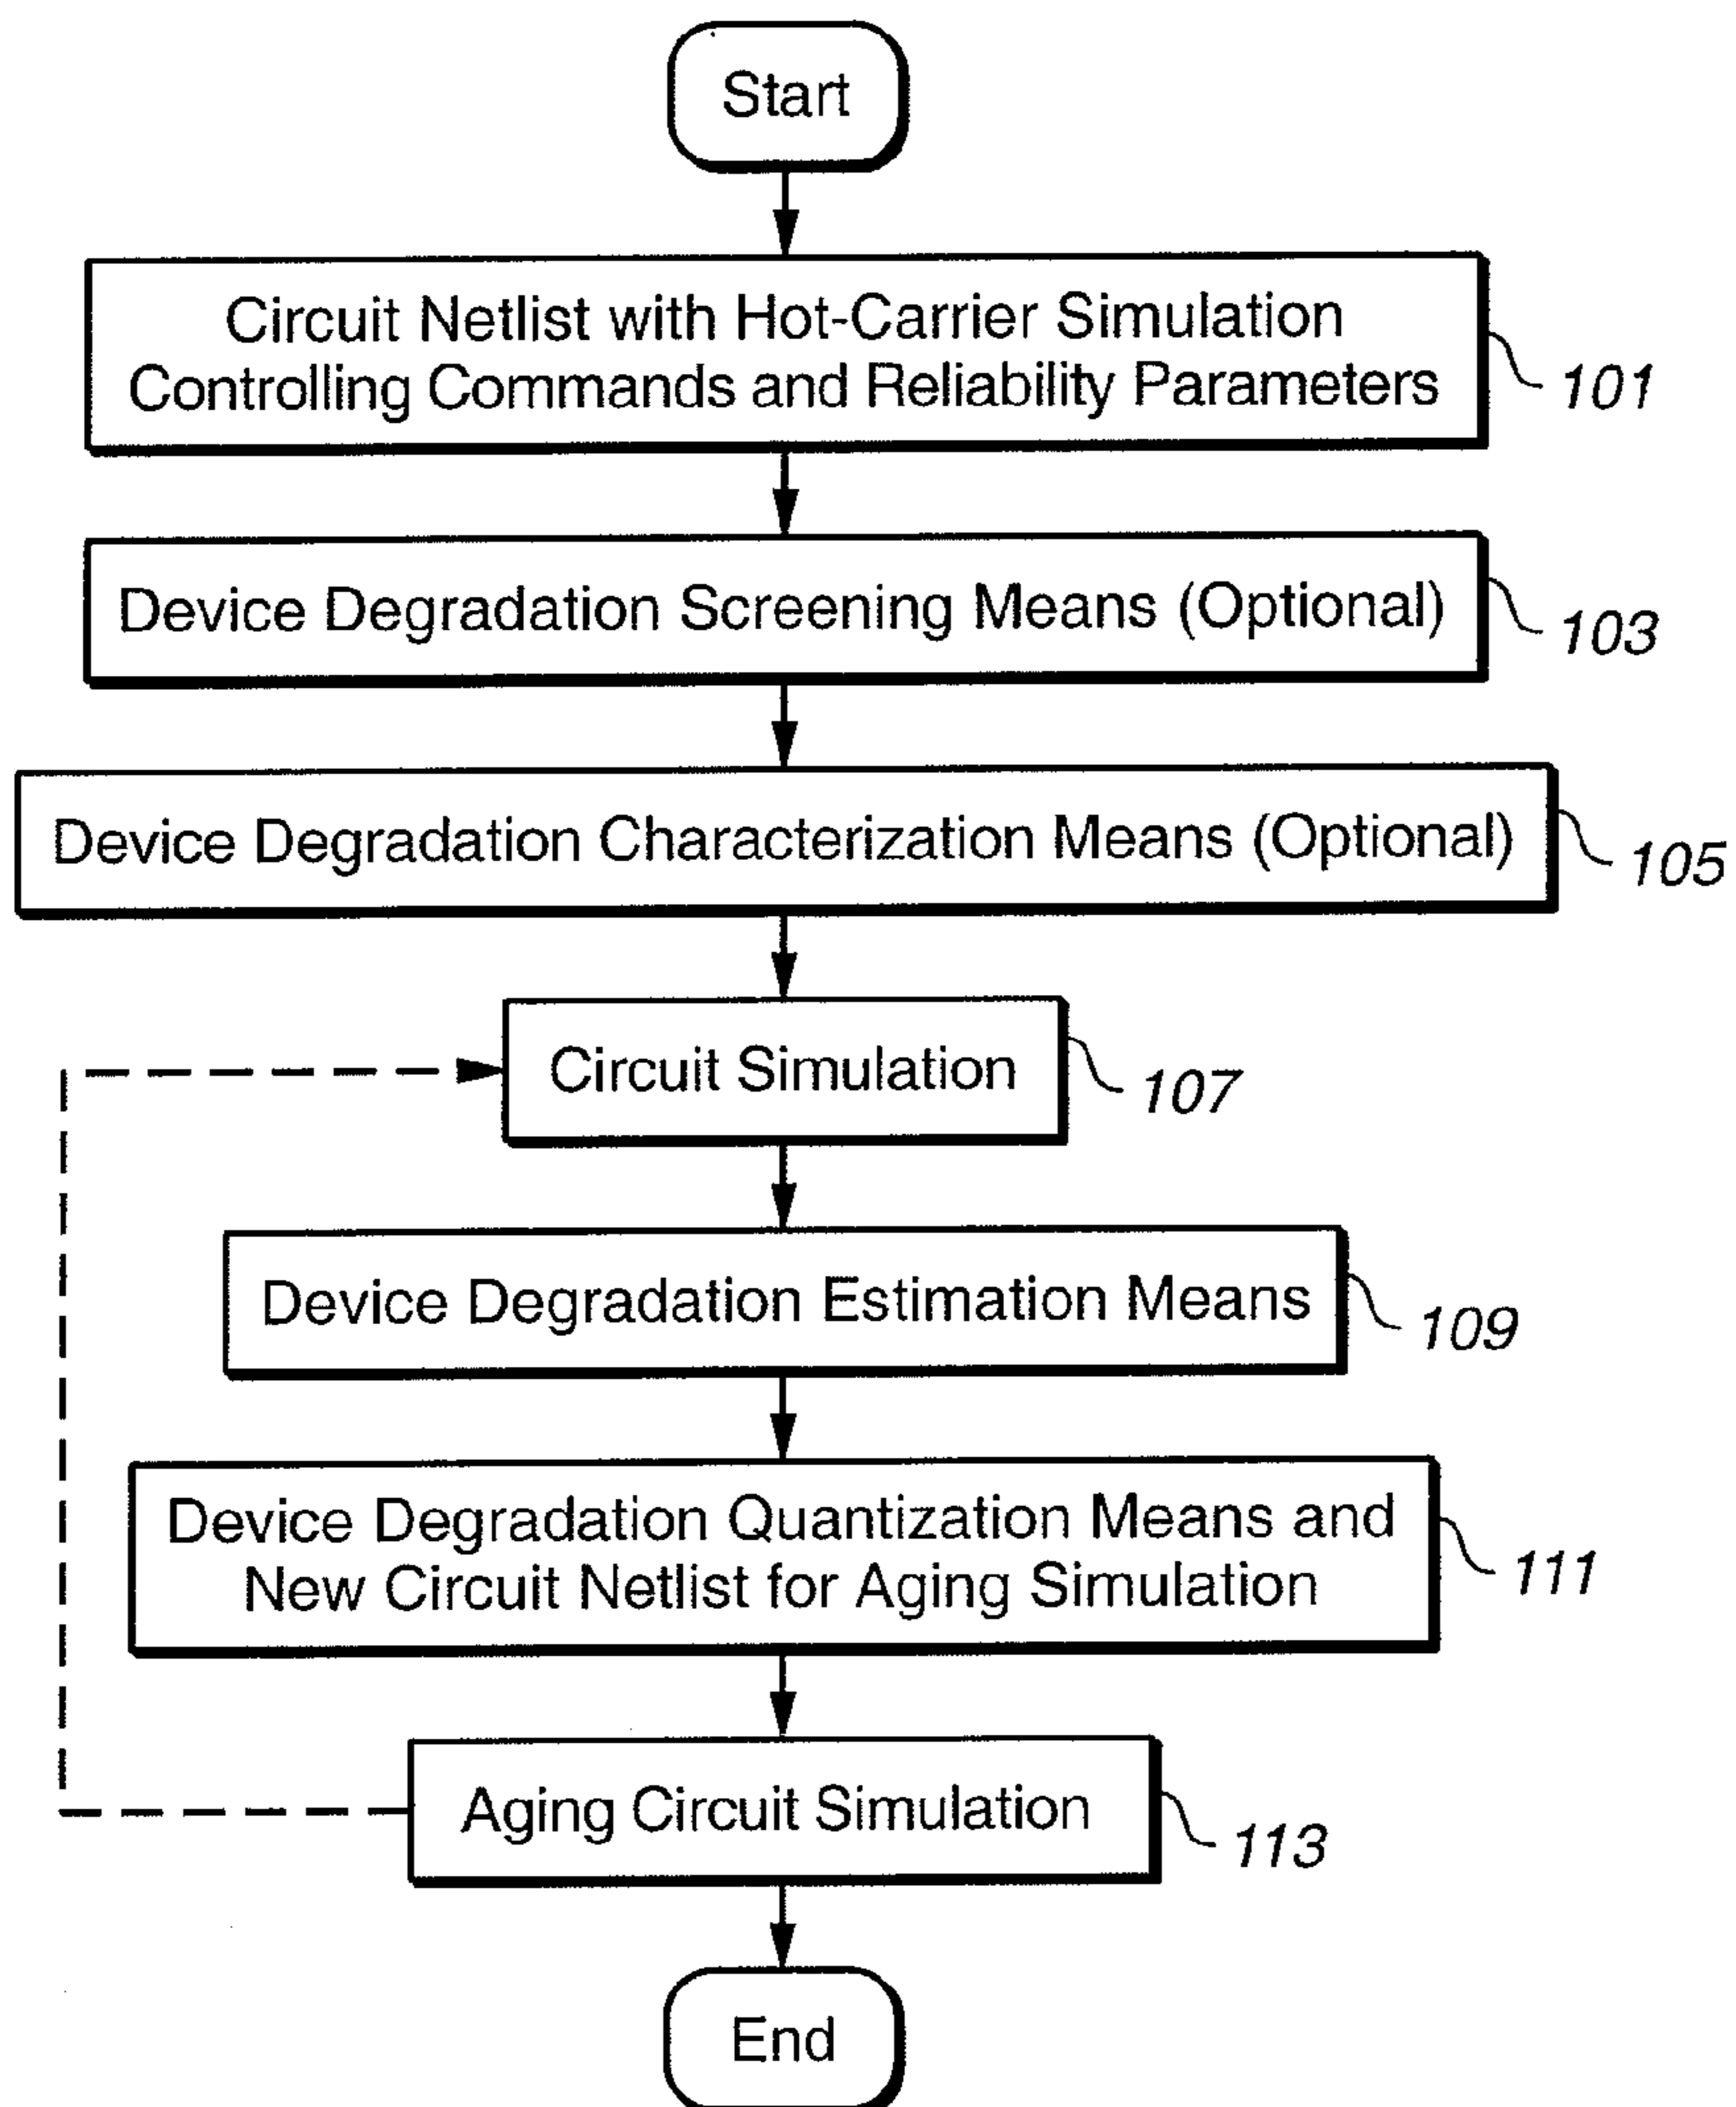 Start
Circuit Netlist with Hot-Carrier Simulation
Controlling Commands and Reliability Parameters
101
Device Degradation Screening Means (Optional)
103
Device Degradation Characterization Means (Optional)
105
Circuit Simulation
107
Device Degradation Estimation Means
109
Device Degradation Quantization Means and
New Circuit Netlist for Aging Simulation
111
Aging Circuit Simulation
113
End